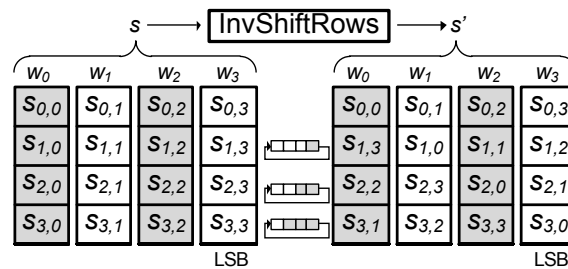 s InvShiftRows s'
w0 w1 w2 w3 w0 w1 w2 w3
s0,0 s0,1 s0,2 s0,3 s0,0 s0,1 s0,2 s0,3
s1,0 s1,1 s1,2 s1,3 s1,3 s1,0 s1,1 s1,2
s2,0 s2,1 s2,2 s2,3 s2,2 s2,3 s2,0 s2,1
s3,0 s3,1 s3,2 s3,3 s3,1 s3,2 s3,3 s3,0
LSB LSB